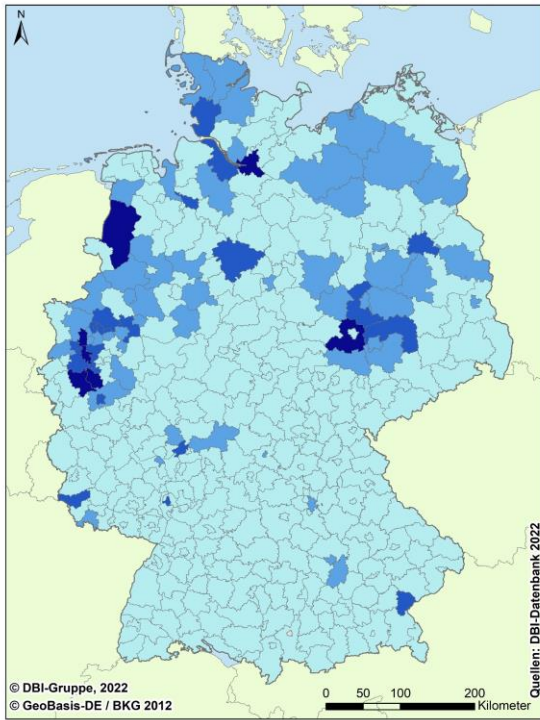 N
Quellen: DBI-Datenbank 2022
© DBI-Gruppe, 2022
© GeoBasis-DE / BKG 2012
0 50 100 200
Kilometer